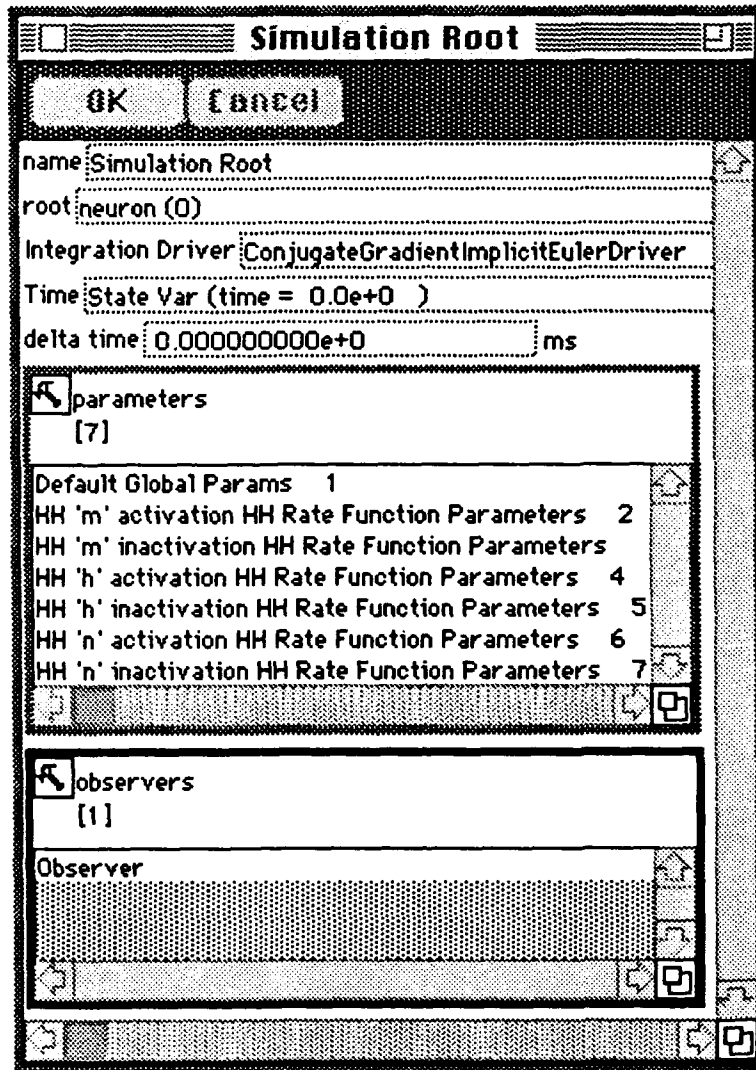 Simulation Root
OK Cancel
name Simulation Root
root neuron (0)
Integration Driver ConjugateGradientImplicitEulerDriver
Time State Var (time = 0.0e+0 )
delta time 0.000000000e+0 ms
parameters
[7]
Default Global Params 1
HH 'm' activation HH Rate Function Parameters 2
HH 'm' inactivation HH Rate Function Parameters
HH 'h' activation HH Rate Function Parameters 4
HH 'h' inactivation HH Rate Function Parameters 5
HH 'n' activation HH Rate Function Parameters 6
HH 'n' inactivation HH Rate Function Parameters 7
observers
[1]
Observer